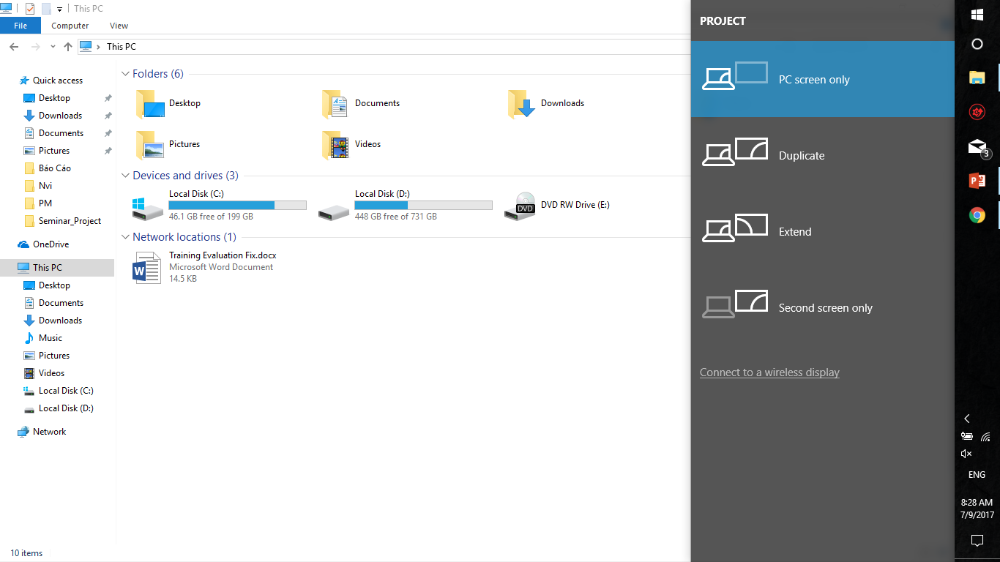 This PC
File
Computer
View
This PC
Quick access
Desktop
Downloads
Documents
Pictures
Báo Cáo
Nvi
PM
Seminar_Project
OneDrive
This PC
Desktop
Documents
Downloads
Music
Pictures
Videos
Local Disk (C:)
Local Disk (D:)
Network
10 items
Folders (6)
Desktop
Documents
Downloads
Pictures
Videos
Devices and drives (3)
Local Disk (C:)
46.1 GB free of 199 GB
Local Disk (D:)
448 GB free of 731 GB
DVD
DVD RW Drive (E:)
Network locations (1)
W
Training Evaluation Fix.docx
Microsoft Word Document
14.5 KB
PROJECT
PC screen only
Duplicate
Extend
Second screen only
Connect to a wireless display
3
P
ENG
8:28 AM
7/9/2017